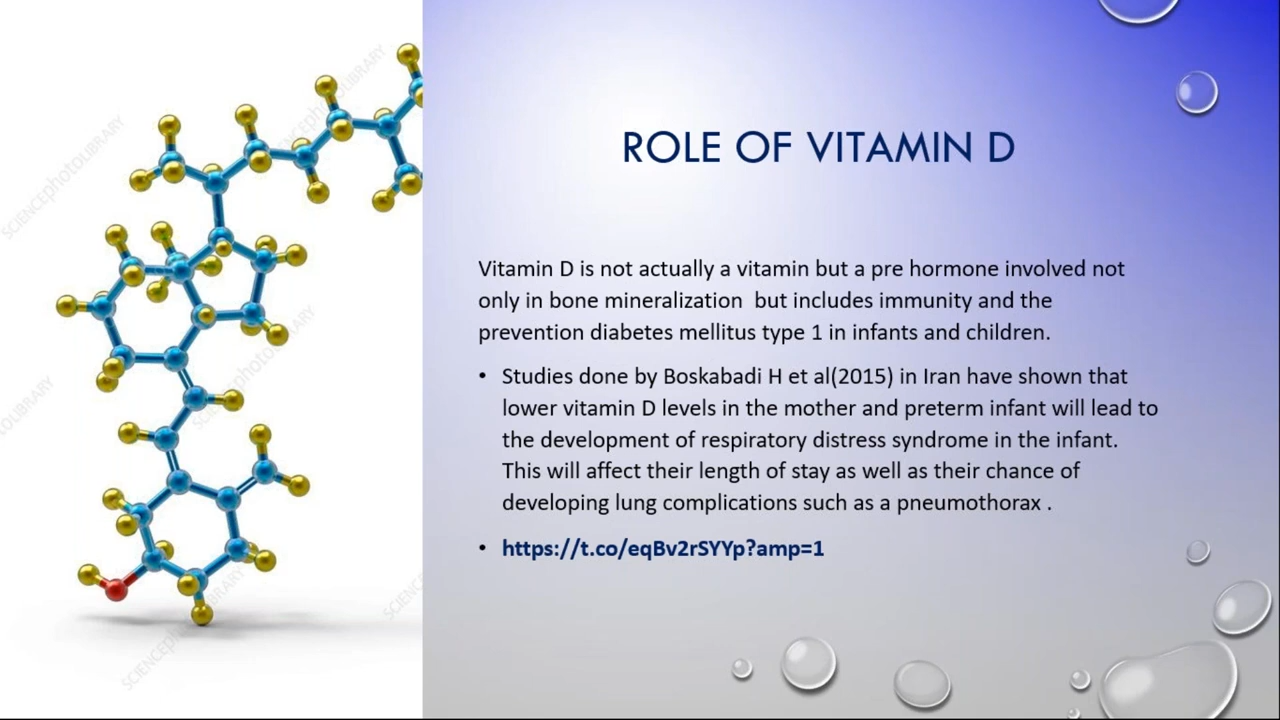 ROLE OF VITAMIN D
Vitamin D is not actually a vitamin but a pre hormone involved not
only in bone mineralization  but includes immunity and the
prevention diabetes mellitus type 1 in infants and children.
• Studies done by Boskabadi H et al(2015) in Iran have shown that
lower vitamin D levels in the mother and preterm infant will lead to
the development of respiratory distress syndrome in the infant.
This will affect their length of stay as well as their chance of
developing lung complications such as a pneumothorax .
• https://t.co/eqBv2rSYYp?amp=1
SCIENCEphotoLIBRARY